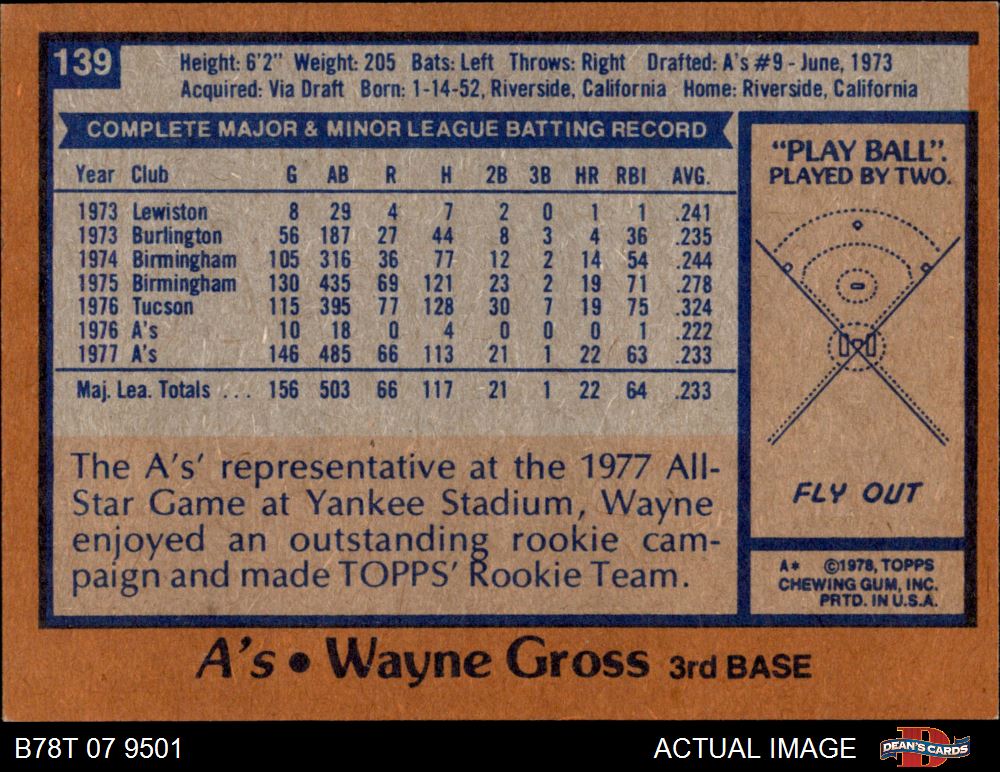 139
Height: 6'2" Weight: 205 Bats: Left Throws: Right Drafted: A's #9 - June, 1973
Acquired: Via Draft Born: 1-14-52, Riverside, California Home: Riverside, California
COMPLETE MAJOR & MINOR LEAGUE BATTING RECORD
Year Club G AB R H 2B 3B HR RBI AVG.
1973 Lewiston 8 29 4 7 2 0 1 1 .241
1973 Burlington 56 187 27 44 8 3 4 36 .235
1974 Birmingham 105 316 36 77 12 2 14 54 .244
1975 Birmingham 130 435 69 121 23 2 19 71 .278
1976 Tucson 115 395 77 128 30 7 19 75 .324
1976 A's 10 18 0 4 0 0 0 1 .222
1977 A's 146 485 66 113 21 1 22 63 .233
Maj. Lea. Totals ... 156 503 66 117 21 1 22 64 .233
The A's' representative at the 1977 All-
Star Game at Yankee Stadium, Wayne
enjoyed an outstanding rookie cam-
paign and made TOPPS' Rookie Team.
"PLAY BALL".
PLAYED BY TWO.
FLY OUT
A* ©1978, TOPPS
CHEWING GUM, INC.
PRTD. IN U.S.A.
A's • Wayne Gross 3rd BASE
B78T 07 9501
ACTUAL IMAGE
D
DEAN'S CARDS